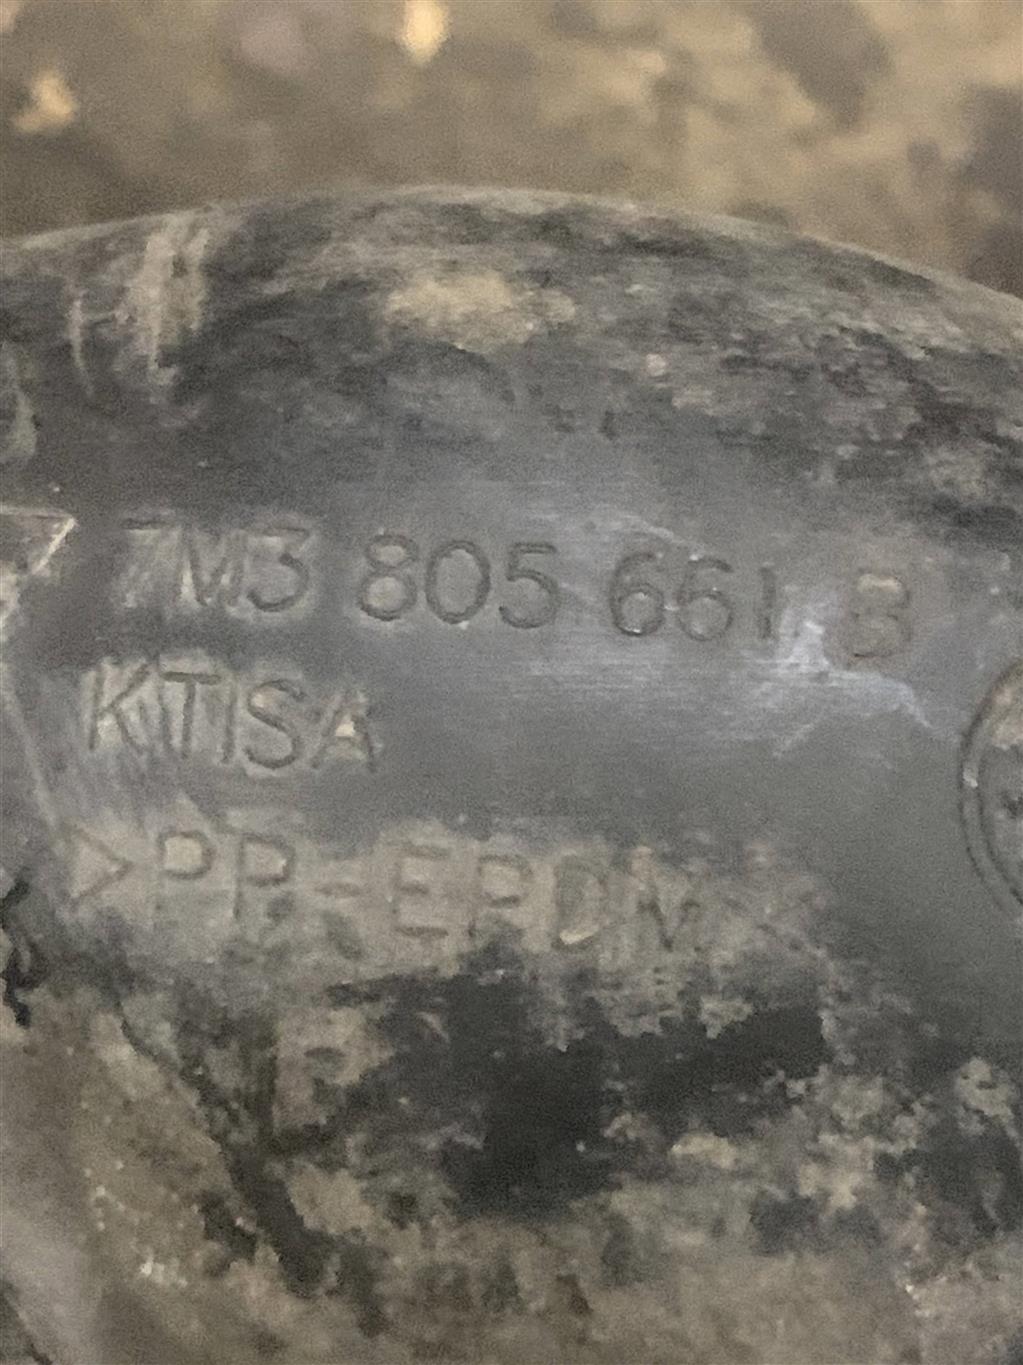 7M3 805 661 B
KTISA
>PP-EPDM